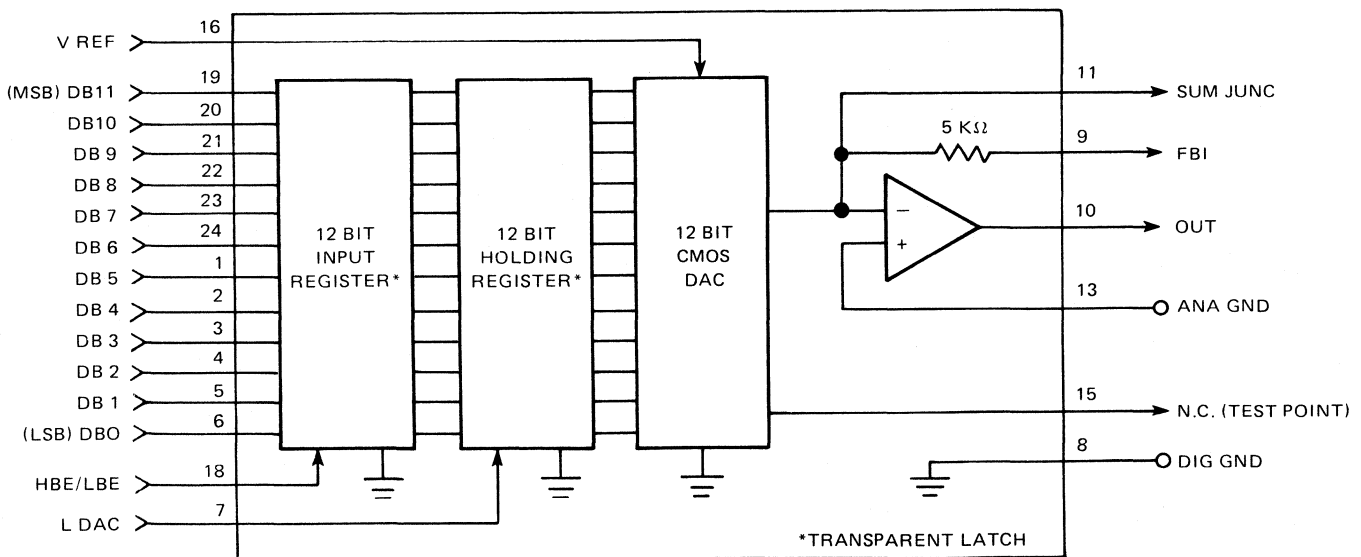 V REF
16
(MSB) DB11
19
DB10
20
DB 9
21
DB 8
22
DB 7
23
DB 6
24
DB 5
1
DB 4
2
DB 3
3
DB 2
4
DB 1
5
(LSB) DBO
6
HBE/LBE
18
L DAC
7
12 BIT
INPUT
REGISTER*
12 BIT
HOLDING
REGISTER*
12 BIT
CMOS
DAC
5 KΩ
−
+
11
SUM JUNC
9
FBI
10
OUT
13
ANA GND
15
N.C. (TEST POINT)
8
DIG GND
*TRANSPARENT LATCH